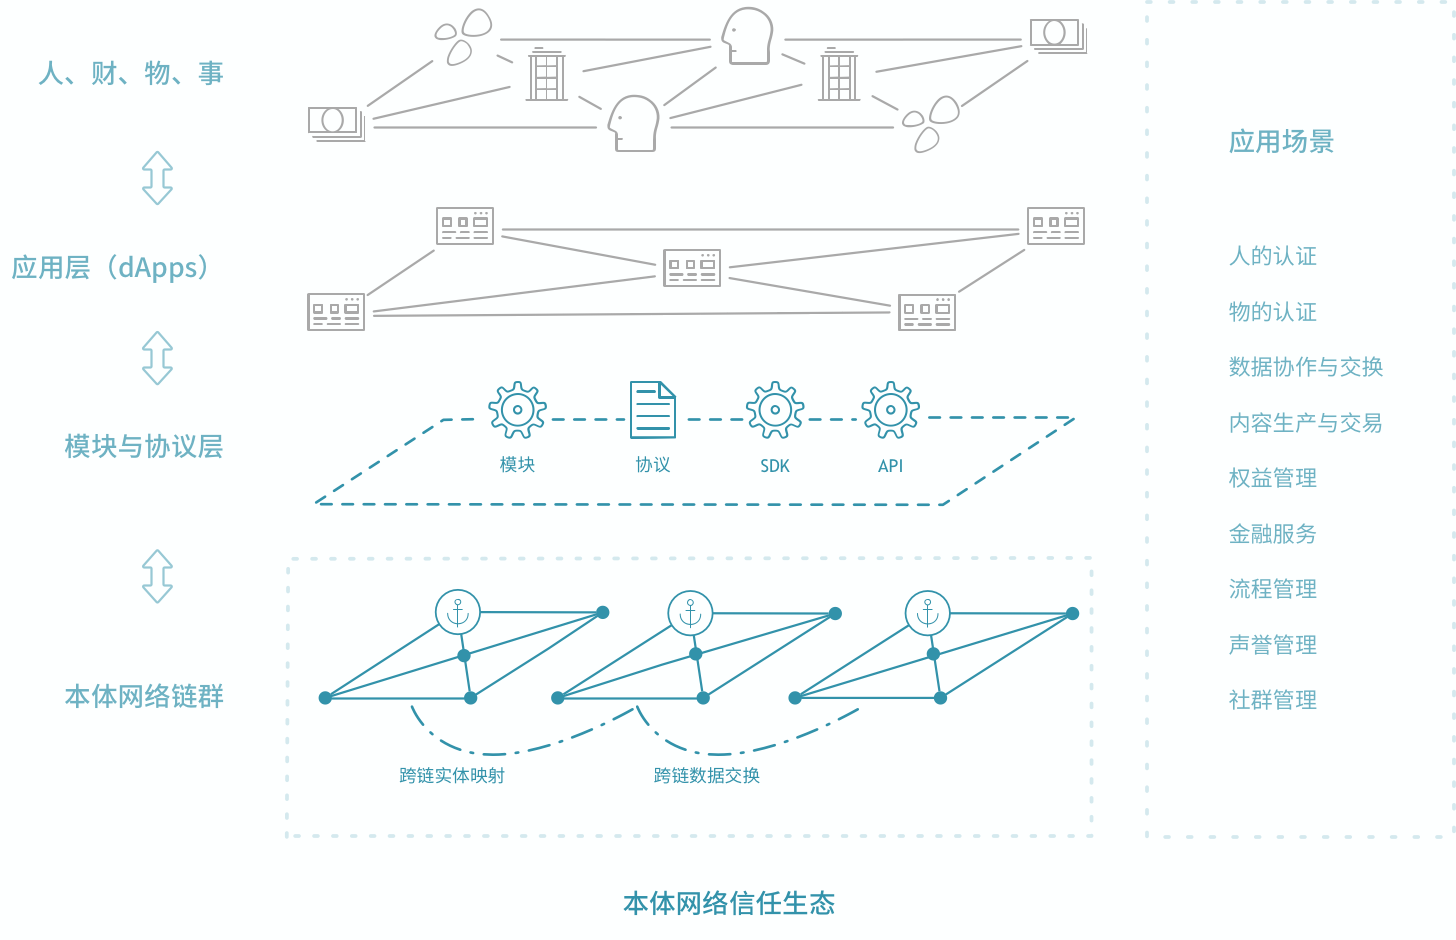 人、财、物、事
应用层（dApps）
模块与协议层
模块
协议
SDK
API
本体网络链群
跨链实体映射
跨链数据交换
应用场景
人的认证
物的认证
数据协作与交换
内容生产与交易
权益管理
金融服务
流程管理
声誉管理
社群管理
本体网络信任生态